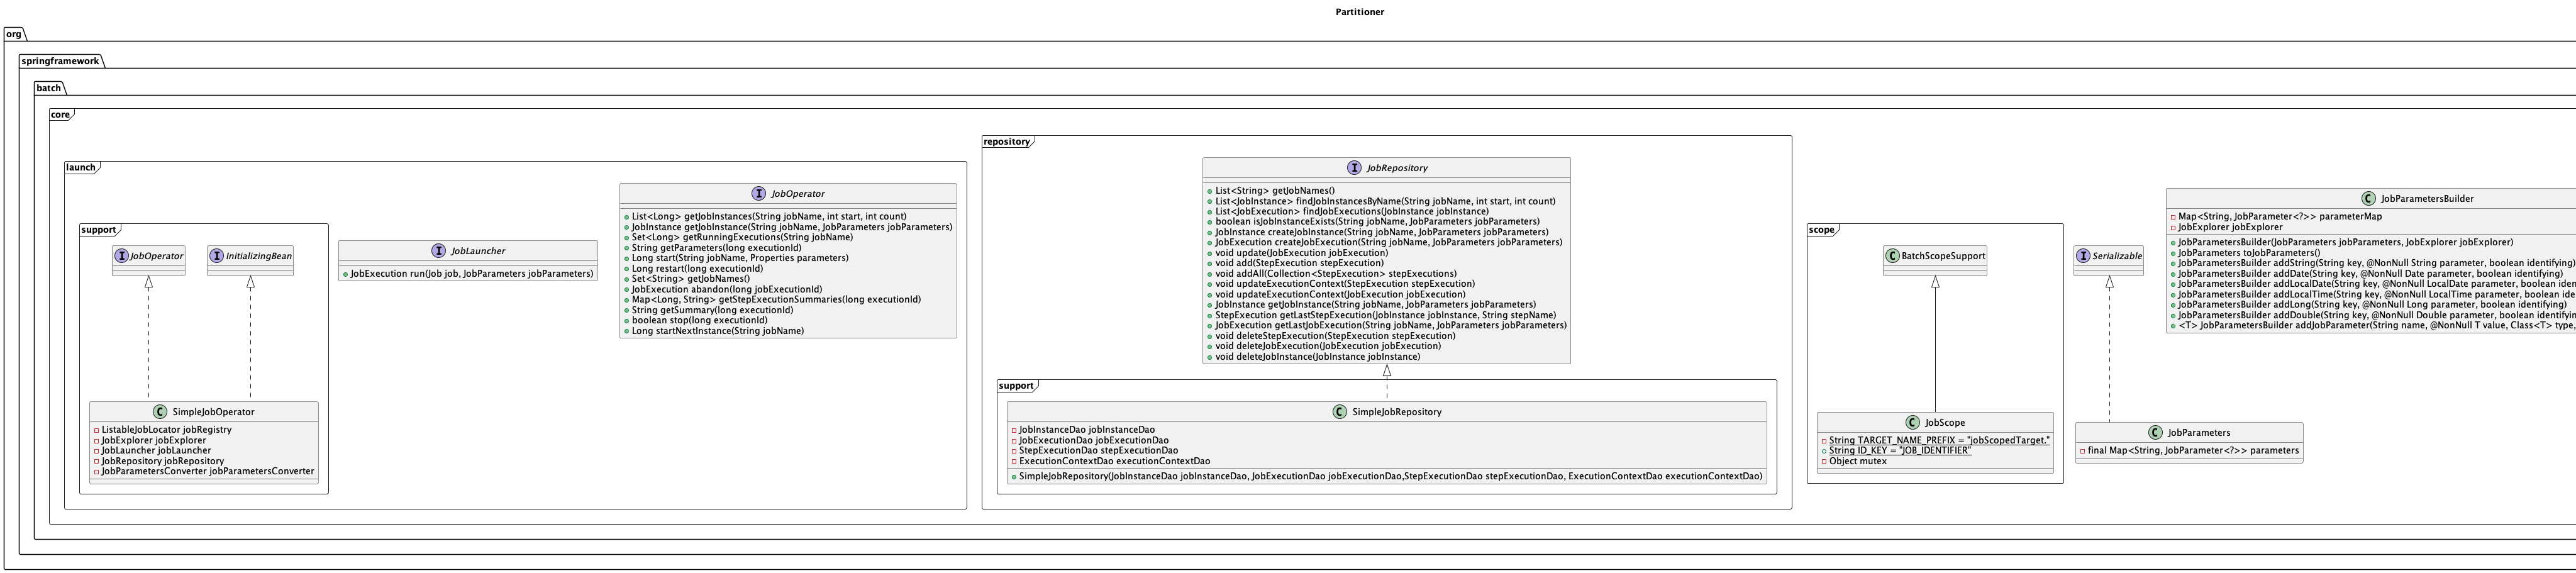 Partitioner
org
springframework
batch
core
launch
support
I JobOperator
I InitializingBean
C SimpleJobOperator
ListableJobLocator jobRegistry
JobExplorer jobExplorer
JobLauncher jobLauncher
JobRepository jobRepository
JobParametersConverter jobParametersConverter
I JobLauncher
JobExecution run(Job job, JobParameters jobParameters)
I JobOperator
List<Long> getJobInstances(String jobName, int start, int count)
JobInstance getJobInstance(String jobName, JobParameters jobParameters)
Set<Long> getRunningExecutions(String jobName)
String getParameters(long executionId)
Long start(String jobName, Properties parameters)
Long restart(long executionId)
Set<String> getJobNames()
JobExecution abandon(long jobExecutionId)
Map<Long, String> getStepExecutionSummaries(long executionId)
String getSummary(long executionId)
boolean stop(long executionId)
Long startNextInstance(String jobName)
repository
I JobRepository
List<String> getJobNames()
List<JobInstance> findJobInstancesByName(String jobName, int start, int count)
List<JobExecution> findJobExecutions(JobInstance jobInstance)
boolean isJobInstanceExists(String jobName, JobParameters jobParameters)
JobInstance createJobInstance(String jobName, JobParameters jobParameters)
JobExecution createJobExecution(String jobName, JobParameters jobParameters)
void update(JobExecution jobExecution)
void add(StepExecution stepExecution)
void addAll(Collection<StepExecution> stepExecutions)
void update(StepExecution stepExecution)
void updateExecutionContext(StepExecution stepExecution)
void updateExecutionContext(JobExecution jobExecution)
JobInstance getJobInstance(String jobName, JobParameters jobParameters)
StepExecution getLastStepExecution(JobInstance jobInstance, String stepName)
JobExecution getLastJobExecution(String jobName, JobParameters jobParameters)
void deleteStepExecution(StepExecution stepExecution)
void deleteJobExecution(JobExecution jobExecution)
void deleteJobInstance(JobInstance jobInstance)
support
C SimpleJobRepository
JobInstanceDao jobInstanceDao
JobExecutionDao jobExecutionDao
StepExecutionDao stepExecutionDao
ExecutionContextDao executionContextDao
SimpleJobRepository(JobInstanceDao jobInstanceDao, JobExecutionDao jobExecutionDao,StepExecutionDao stepExecutionDao, ExecutionContextDao executionContextDao)
scope
C BatchScopeSupport
C JobScope
String TARGET_NAME_PREFIX = "jobScopedTarget."
String ID_KEY = "JOB_IDENTIFIER"
Object mutex
I Serializable
C JobParameters
final Map<String, JobParameter<?>> parameters
C JobParametersBuilder
Map<String, JobParameter<?>> parameterMap
JobExplorer jobExplorer
JobParametersBuilder(JobParameters jobParameters, JobExplorer jobExplorer)
JobParameters toJobParameters()
JobParametersBuilder addString(String key, @NonNull String parameter, boolean identifying)
JobParametersBuilder addDate(String key, @NonNull Date parameter, boolean identifying)
JobParametersBuilder addLocalDate(String key, @NonNull LocalDate parameter, boolean iden
JobParametersBuilder addLocalTime(String key, @NonNull LocalTime parameter, boolean ide
JobParametersBuilder addLong(String key, @NonNull Long parameter, boolean identifying)
JobParametersBuilder addDouble(String key, @NonNull Double parameter, boolean identifyin
<T> JobParametersBuilder addJobParameter(String name, @NonNull T value, Class<T> type,